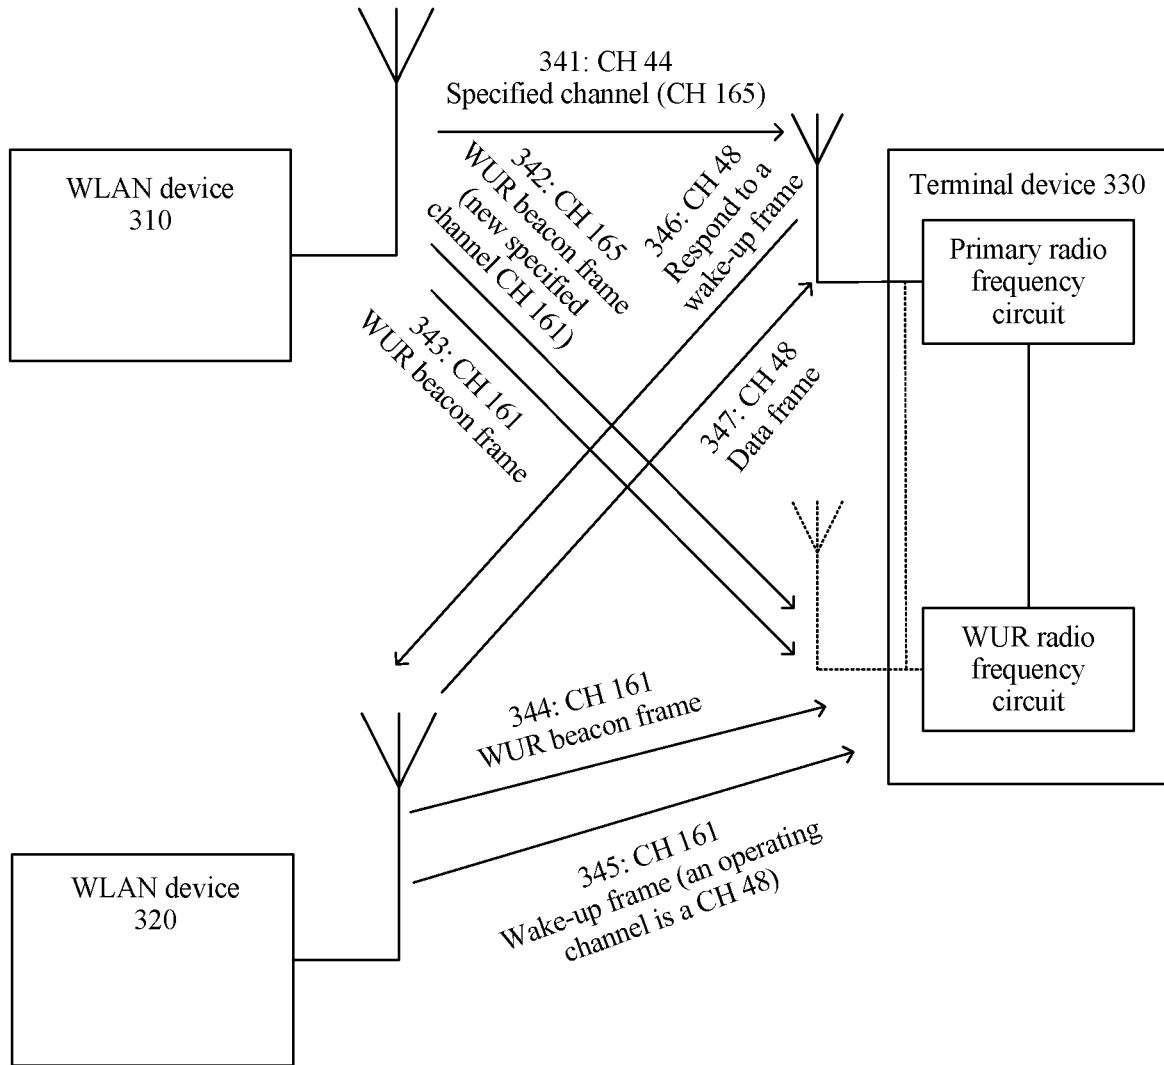 341: CH 44
Specified channel (CH 165)
WLAN device
310
342: CH 165
WUR beacon frame
(new specified
channel CH 161)
346: CH 48
Respond to a
wake-up frame
Terminal device 330
Primary radio
frequency
circuit
343: CH 161
WUR beacon frame
347: CH 48
Data frame
WUR radio
frequency
circuit
344: CH 161
WUR beacon frame
345: CH 161
Wake-up frame (an operating
channel is a CH 48)
WLAN device
320